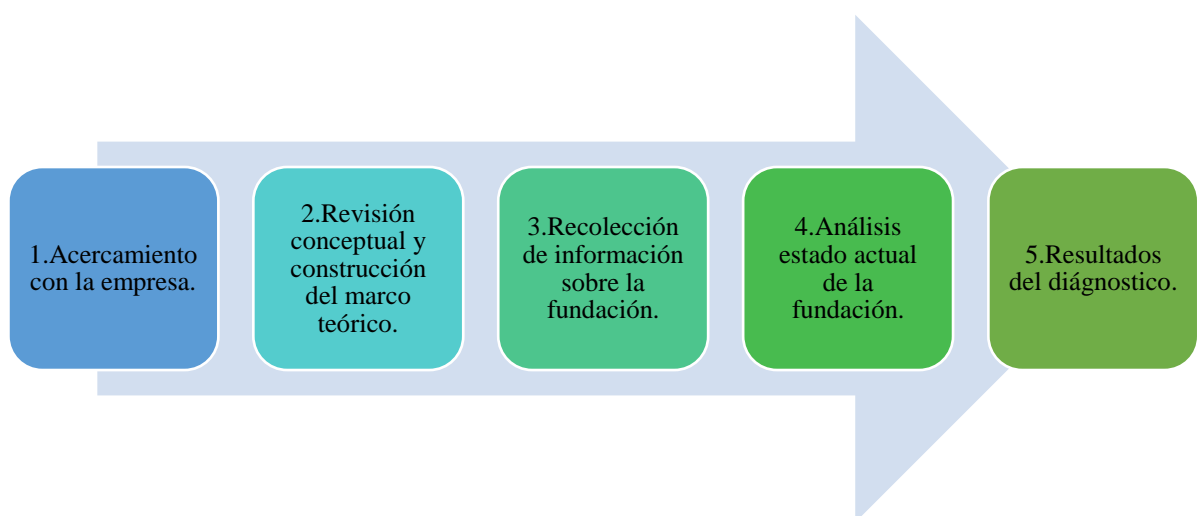 1.Acercamiento
con la empresa.
2.Revisión
conceptual y
construcción
del marco
teórico.
3.Recolección
de información
sobre la
fundación.
4.Análisis
estado actual
de la
fundación.
5.Resultados
del diágnostico.